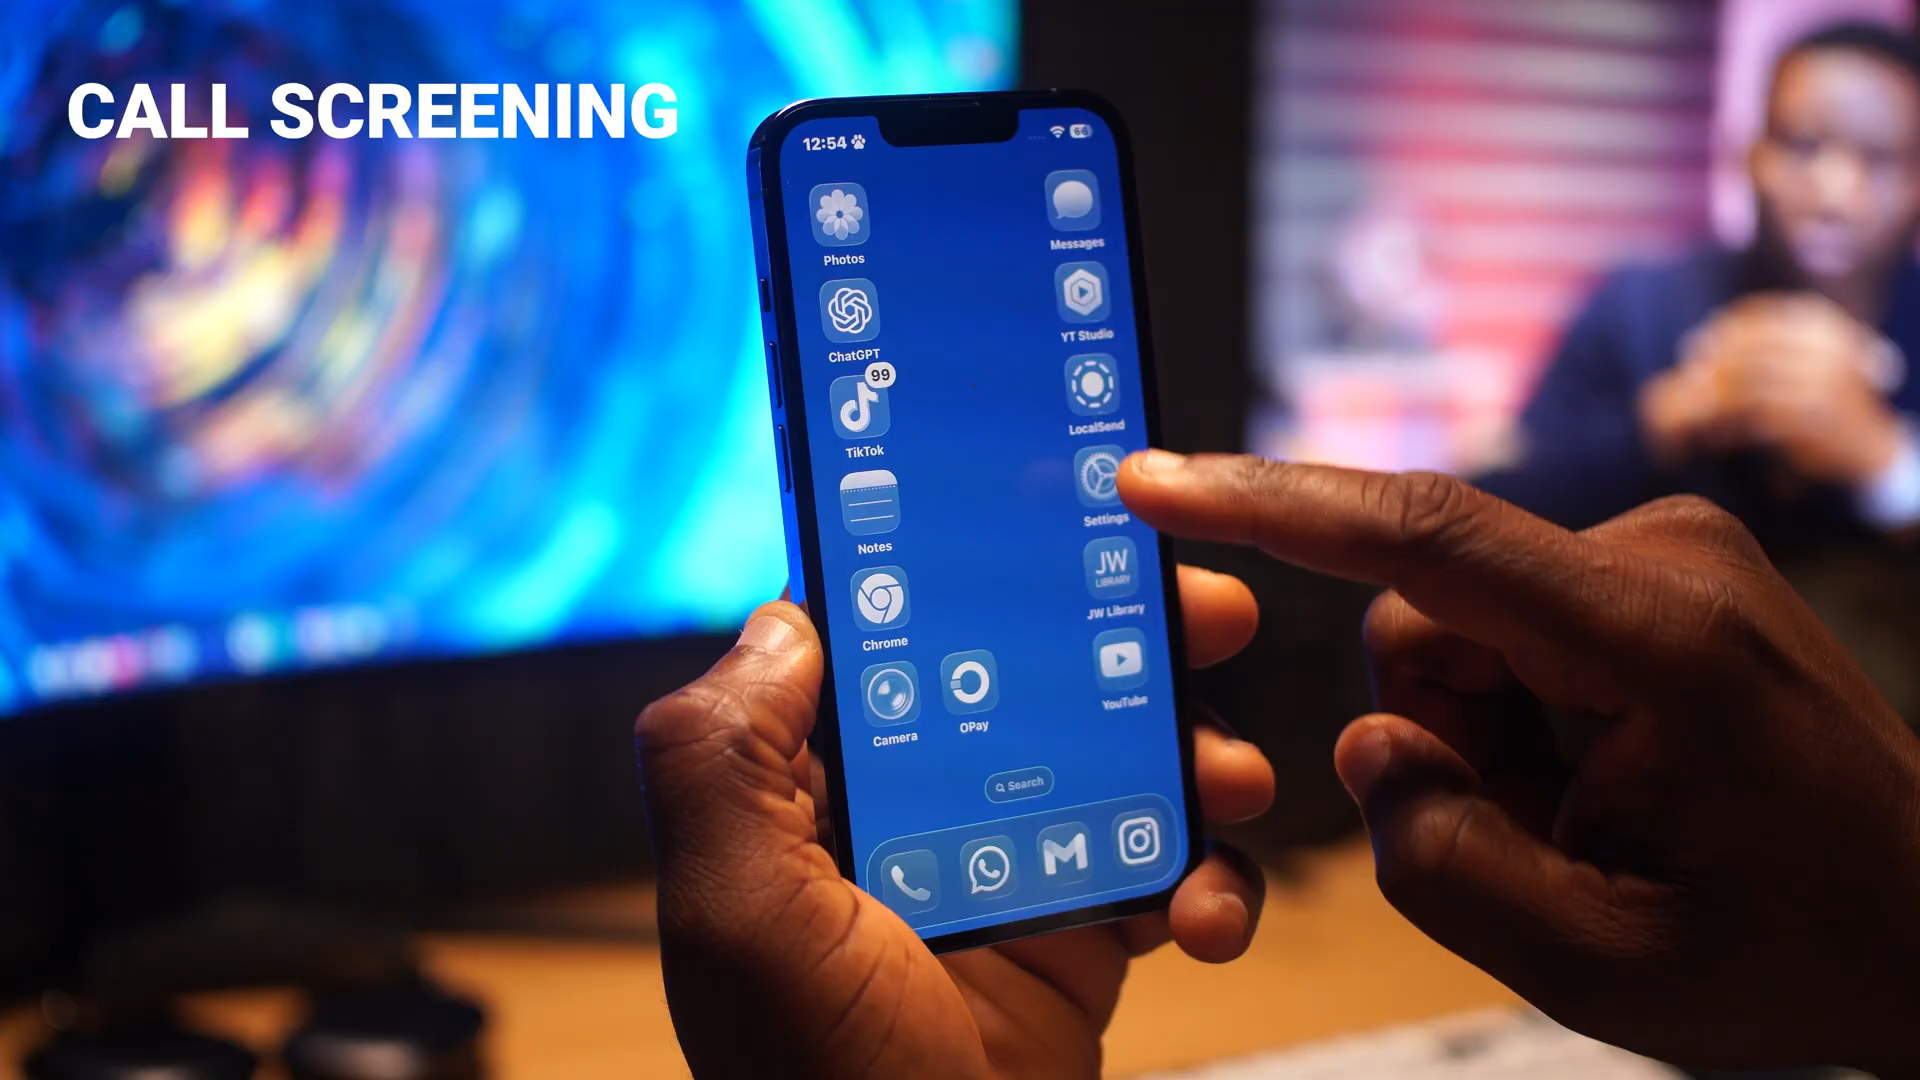 CALL SCREENING
12:54
66
Photos
Messages
ChatGPT
YT Studio
99
TikTok
LocalSend
Notes
Settings
Chrome
JW
LIBRARY
JW Library
Camera
OPay
YouTube
Search